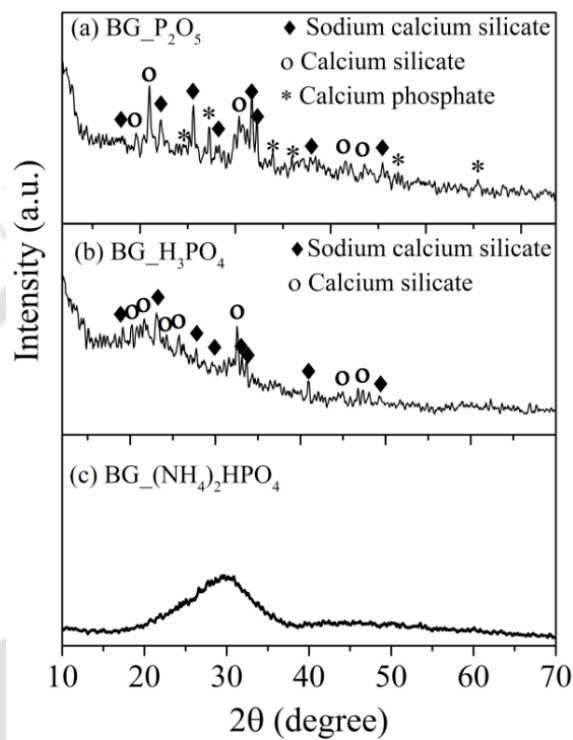 (a) BG_P₂O₅
♦ Sodium calcium silicate
o Calcium silicate
* Calcium phosphate
(b) BG_H₃PO₄
♦ Sodium calcium silicate
o Calcium silicate
(c) BG_(NH₄)₂HPO₄
Intensity (a.u.)
10 20 30 40 50 60 70
2θ (degree)